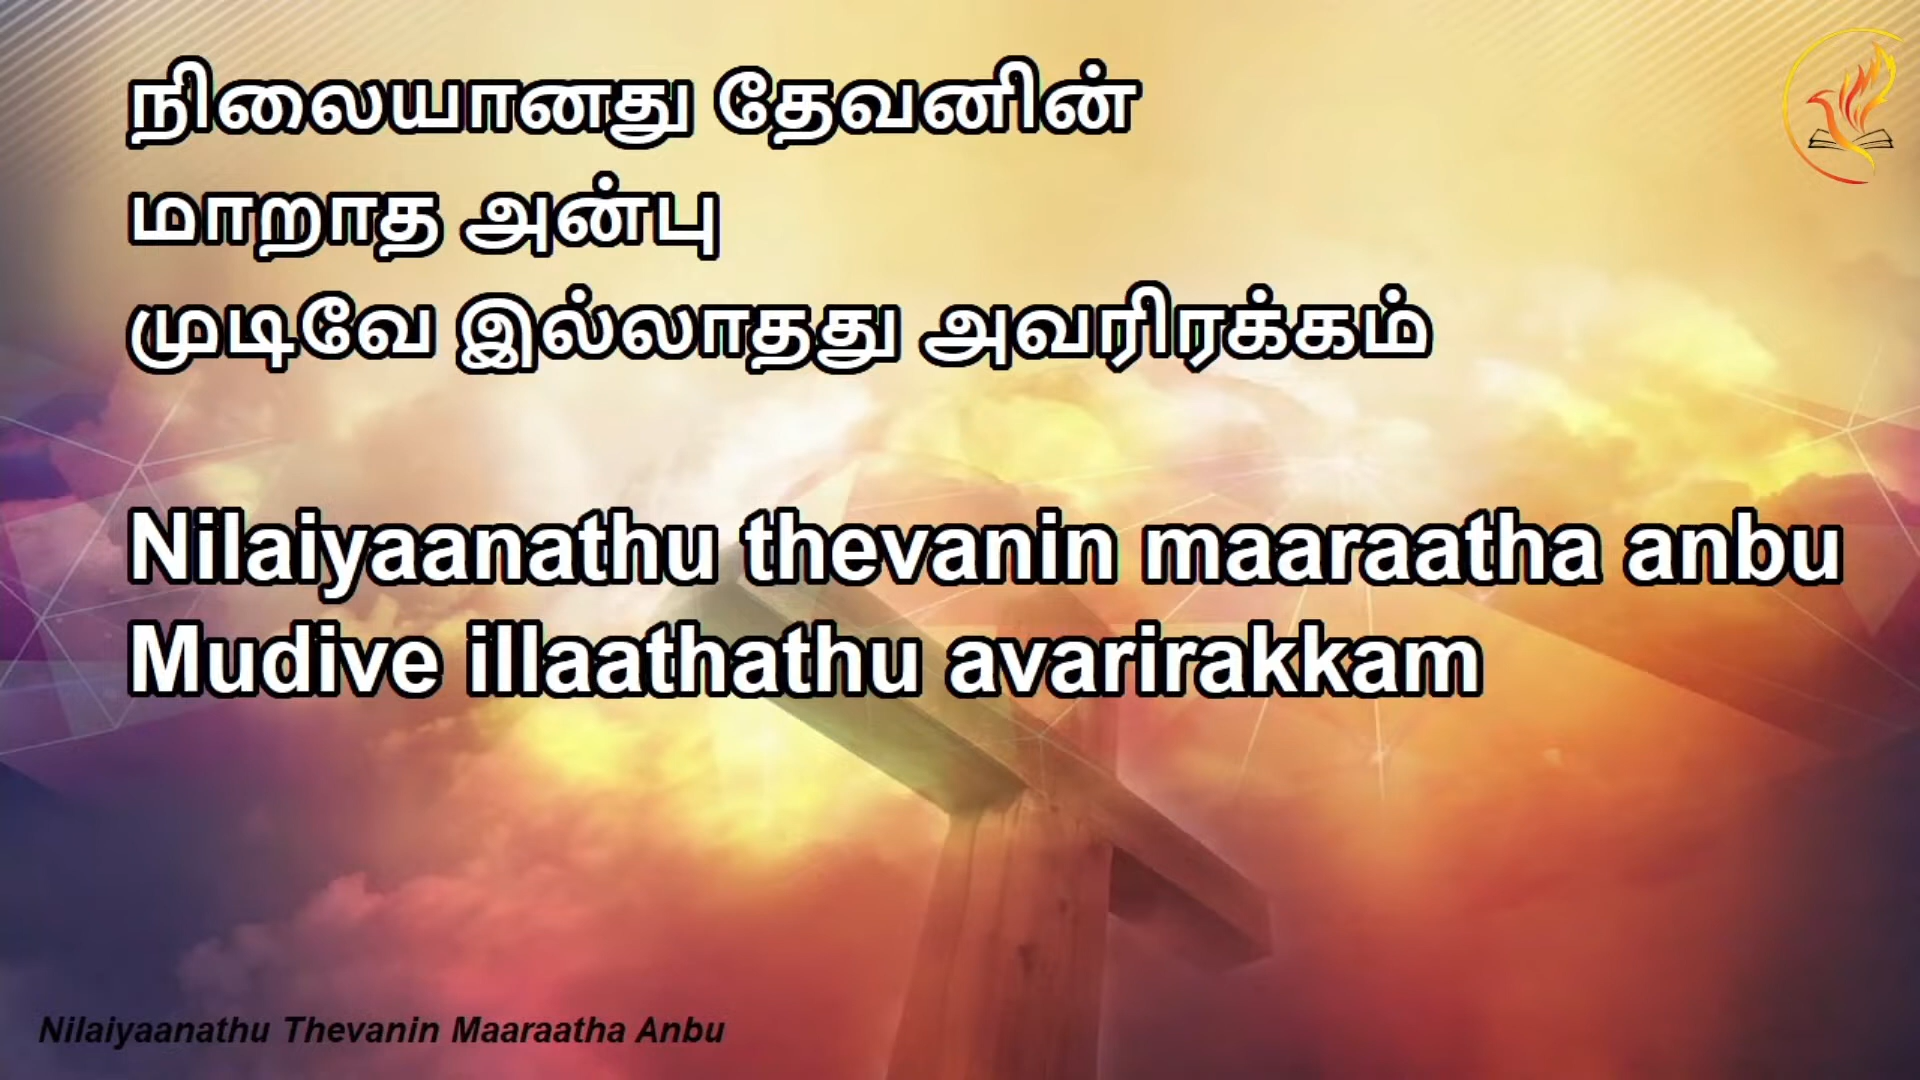 நிலையானது தேவனின்
மாறாத அன்பு
முடிவே இல்லாதது அவரிரக்கம்
Nilaiyaanathu thevanin maaraatha anbu
Mudive illaathathu avarirakkam
Nilaiyaanathu Thevanin Maaraatha Anbu